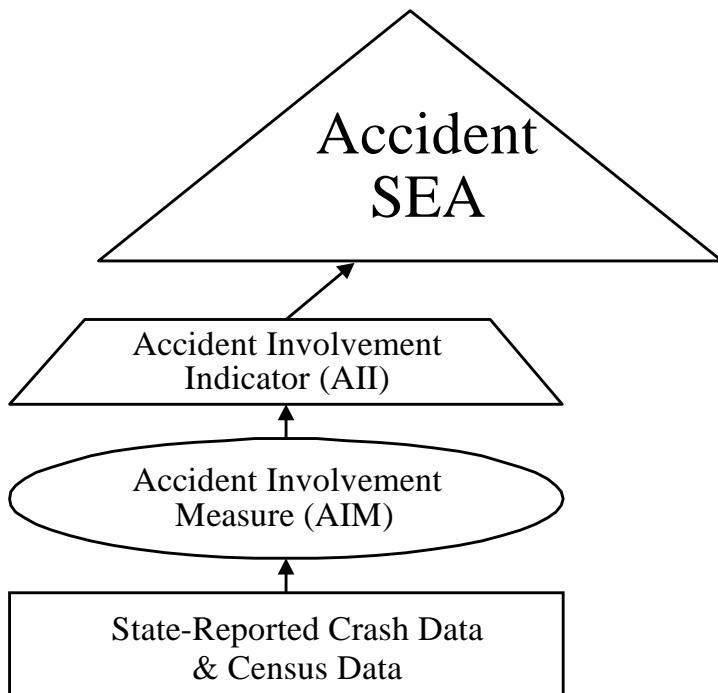 Accident
SEA
Accident Involvement
Indicator (AII)
Accident Involvement
Measure (AIM)
State-Reported Crash Data
& Census Data